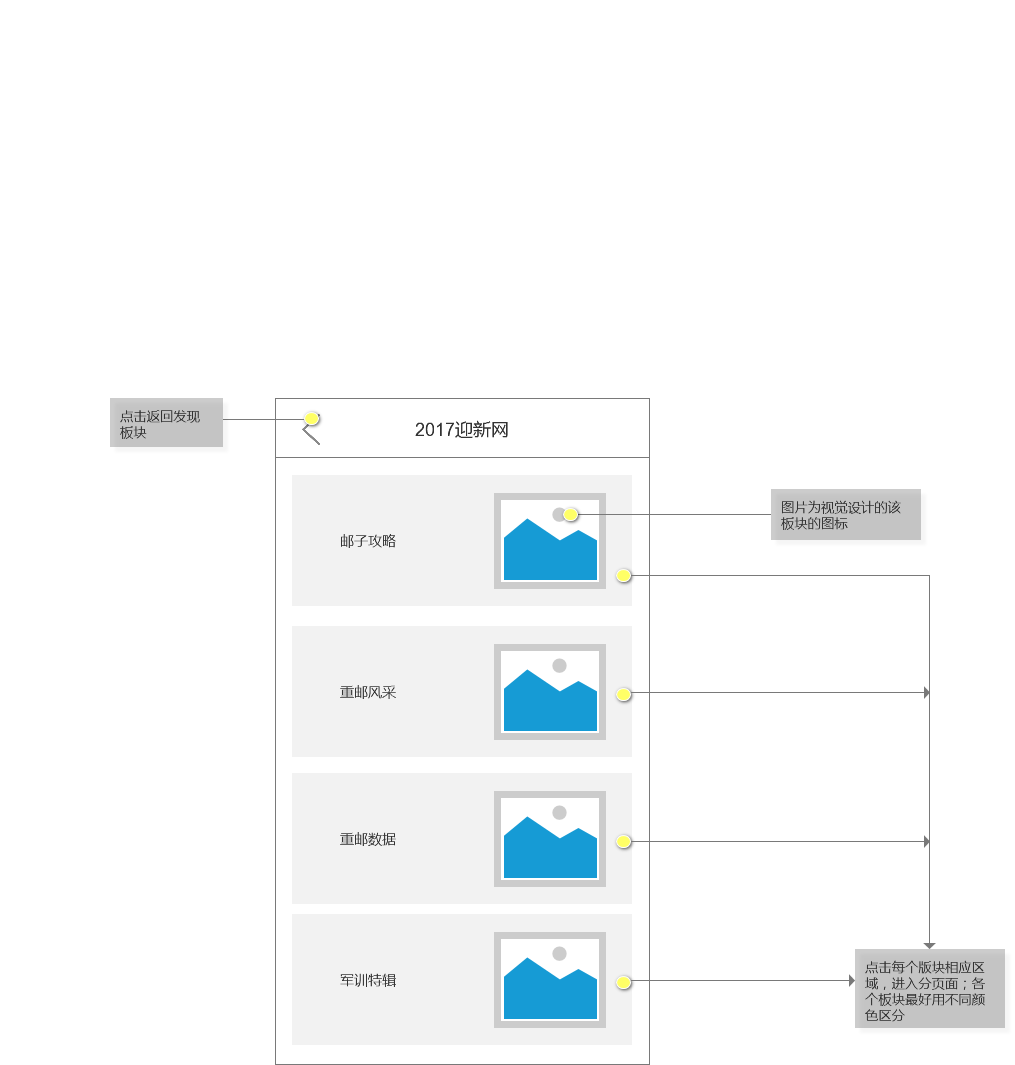 点击返回发现
板块
2017迎新网
图片为视觉设计的该
板块的图标
邮子攻略
重邮风采
重邮数据
军训特辑
点击每个版块相应区
域，进入分页面；各
个板块最好用不同颜
色区分